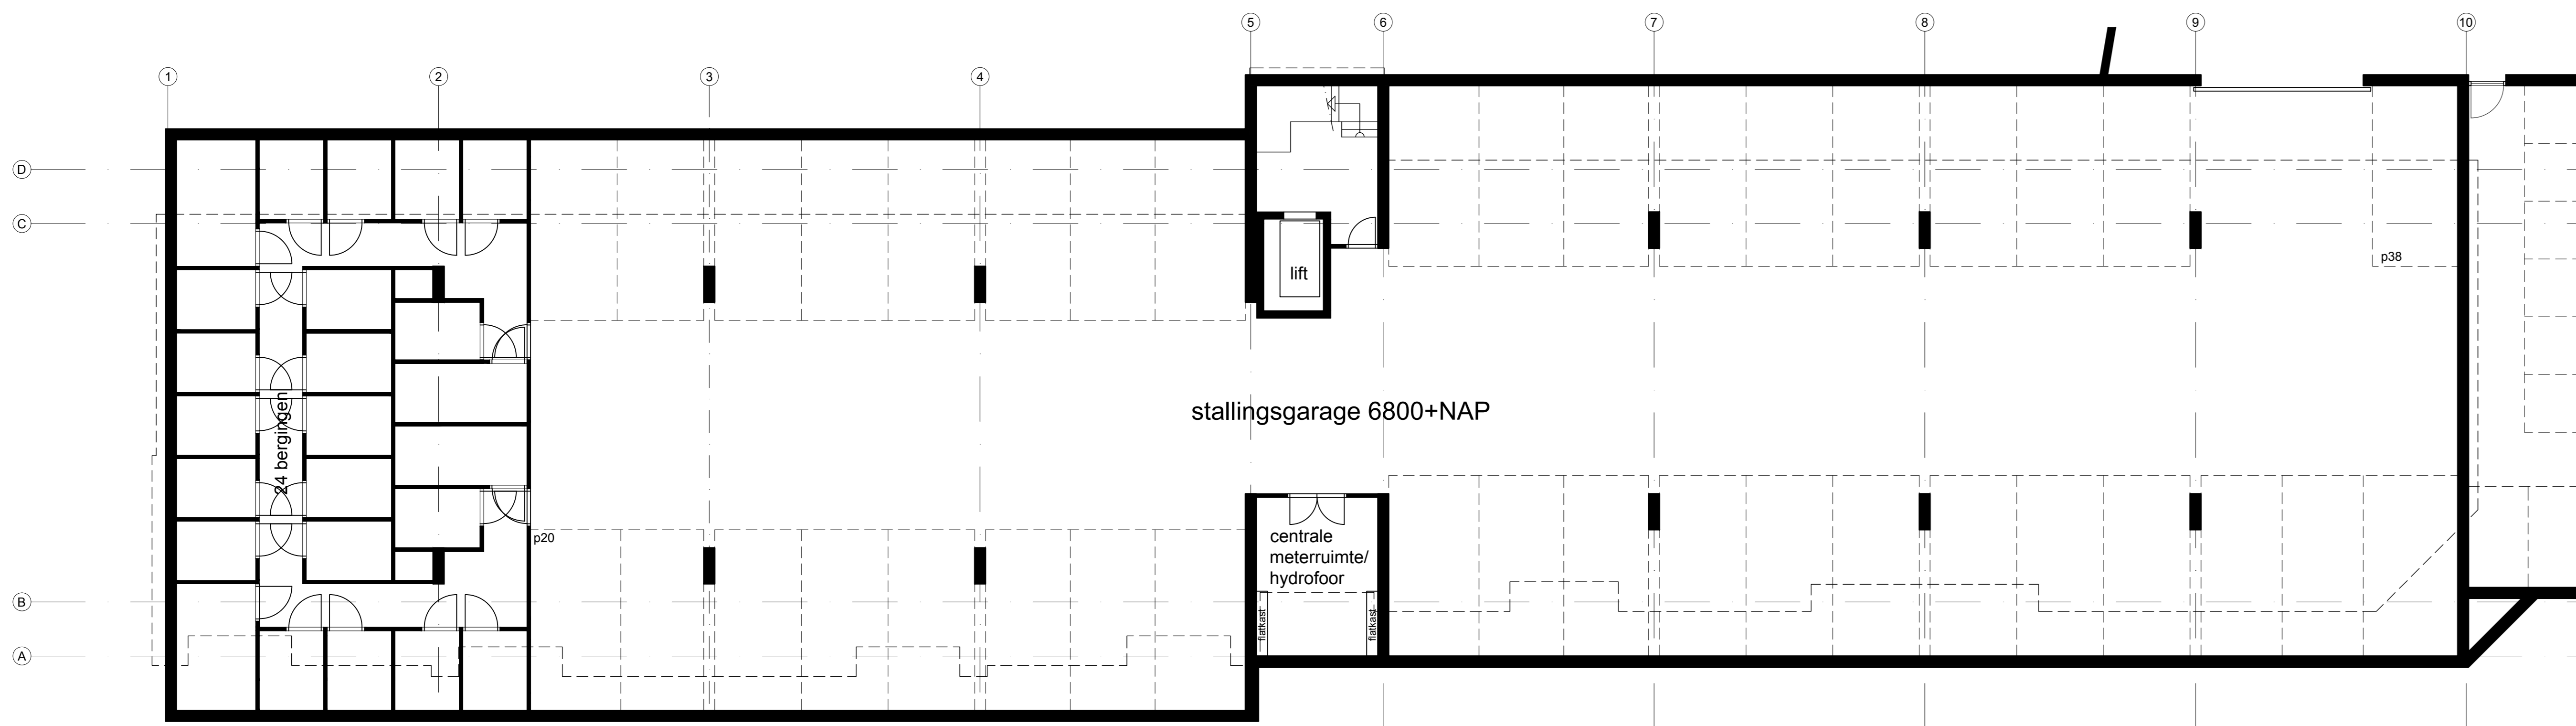 5
6
7
8
9
10
1
2
3
4
D
C
p38
lift
24 bergingen
stallingsgarage 6800+NAP
p20
centrale
meterruimte/
hydrofoor
B
flatkast
flatkast
A